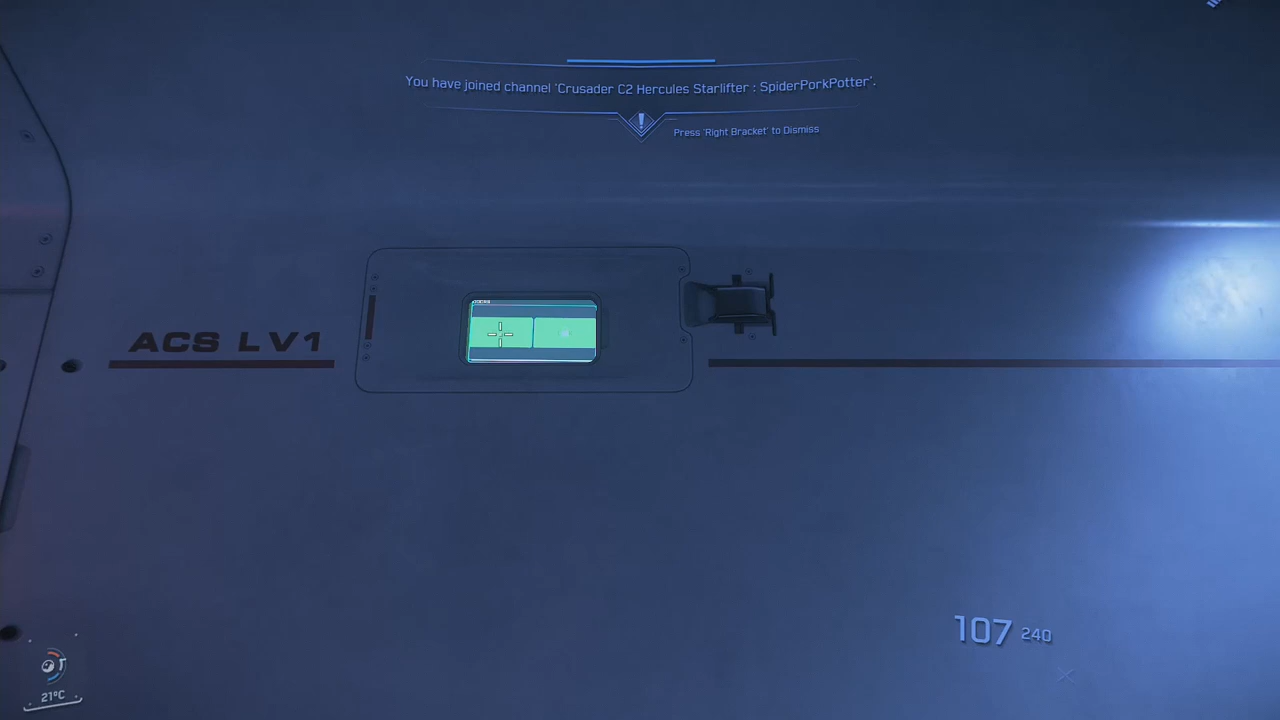 You have joined channel 'Crusader C2 Hercules Starlifter : SpiderPorkPotter'.
Press 'Right Bracket' to Dismiss
ACS LV1
107 240
21°C